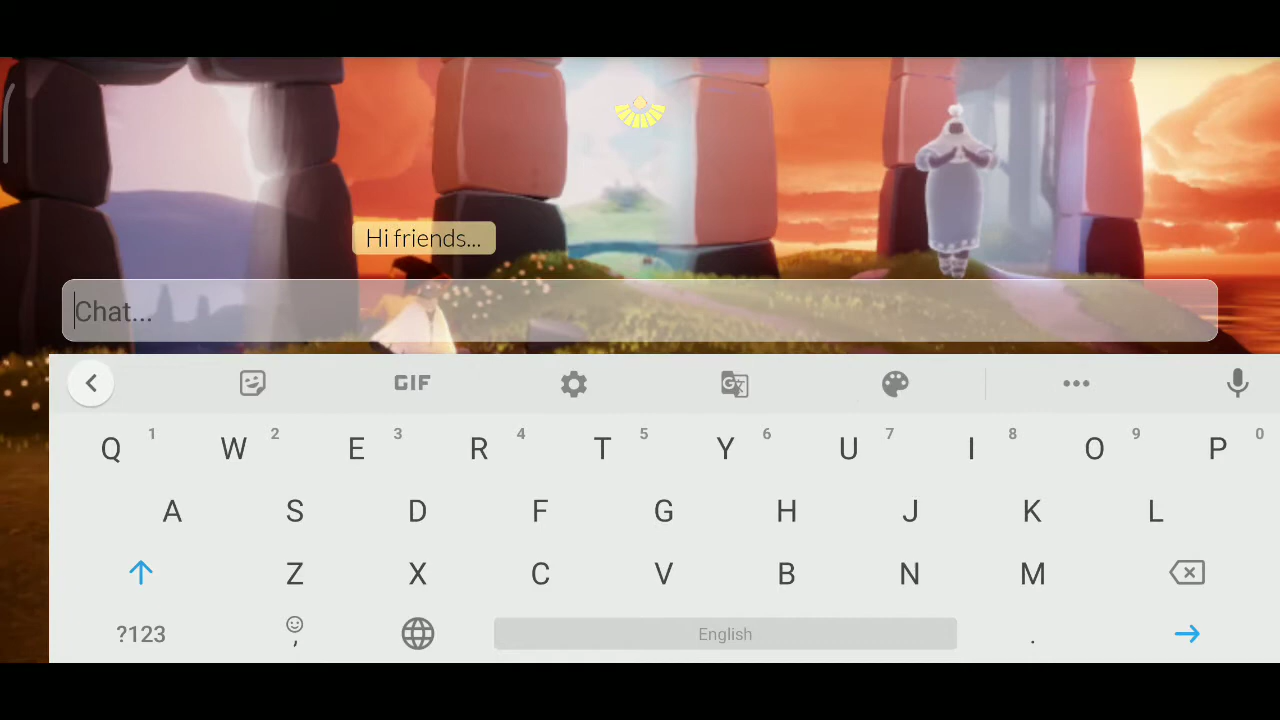 Hi friends...
Chat...
GIF
Q 1 W 2 E 3 R 4 T 5 Y 6 U 7 I 8 O 9 P 0
A S D F G H J K L
Z X C V B N M
?123 , English .